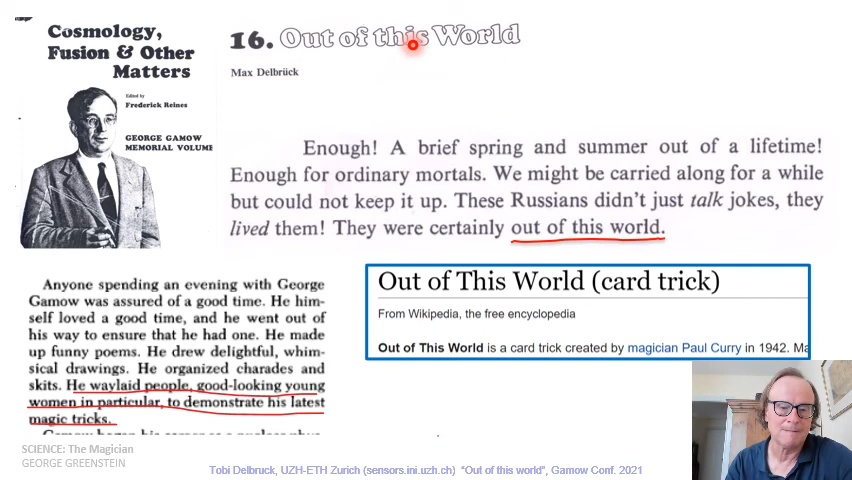 Cosmology,
Fusion & Other
Matters
Edited by
Frederick Reines
GEORGE GAMOW
MEMORIAL VOLUME
16. Out of this World
Max Delbrück
Enough! A brief spring and summer out of a lifetime!
Enough for ordinary mortals. We might be carried along for a while
but could not keep it up. These Russians didn't just talk jokes, they
lived them! They were certainly out of this world.
Anyone spending an evening with George
Gamow was assured of a good time. He him-
self loved a good time, and he went out of
his way to ensure that he had one. He made
up funny poems. He drew delightful, whim-
sical drawings. He organized charades and
skits. He waylaid people, good-looking young
women in particular, to demonstrate his latest
magic tricks.
Out of This World (card trick)
From Wikipedia, the free encyclopedia
Out of This World is a card trick created by magician Paul Curry in 1942. Ma
SCIENCE: The Magician
GEORGE GREENSTEIN
Tobi Delbruck, UZH-ETH Zurich (sensors.ini.uzh.ch) "Out of this world", Gamow Conf. 2021